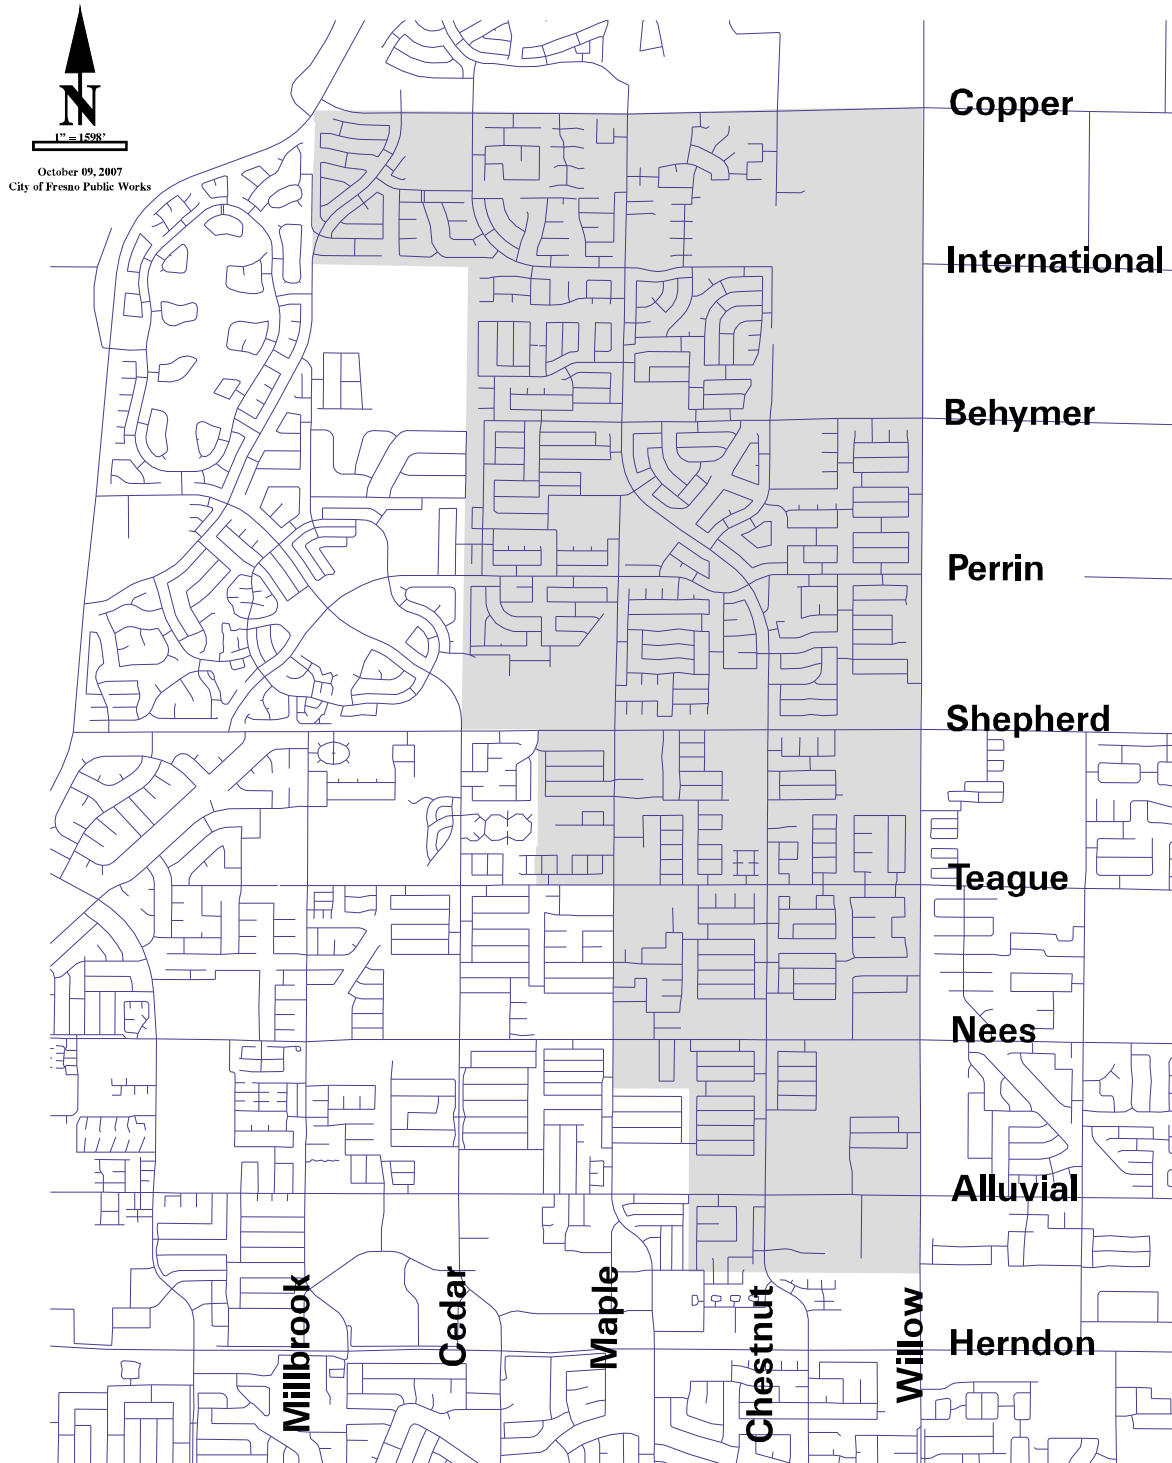 N
1" = 1598'
October 09, 2007
City of Fresno Public Works
Copper
International
Behymer
Perrin
Shepherd
Teague
Nees
Alluvial
Herndon
Millbrook
Cedar
Maple
Chestnut
Willow